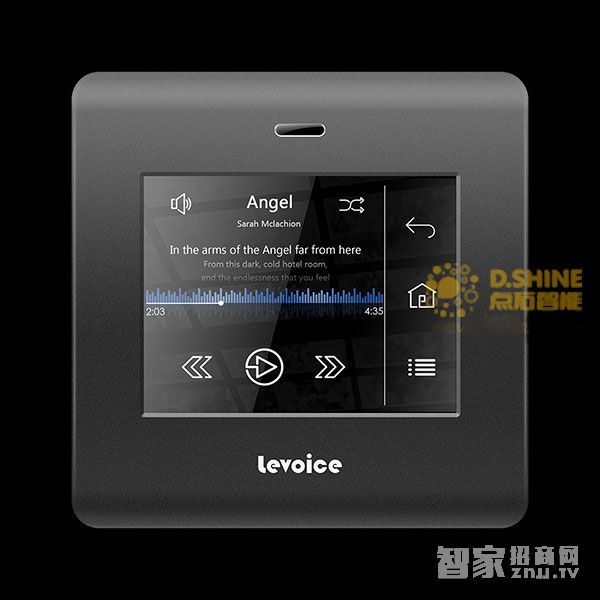 Angel
Sarah Mclachion
In the arms of the Angel far from here
From this dark, cold hotel room,
and the endlessness that you feel
2:03
4:35
D.SHINE
点石智能
Levoice
智家招商网
znu.tv